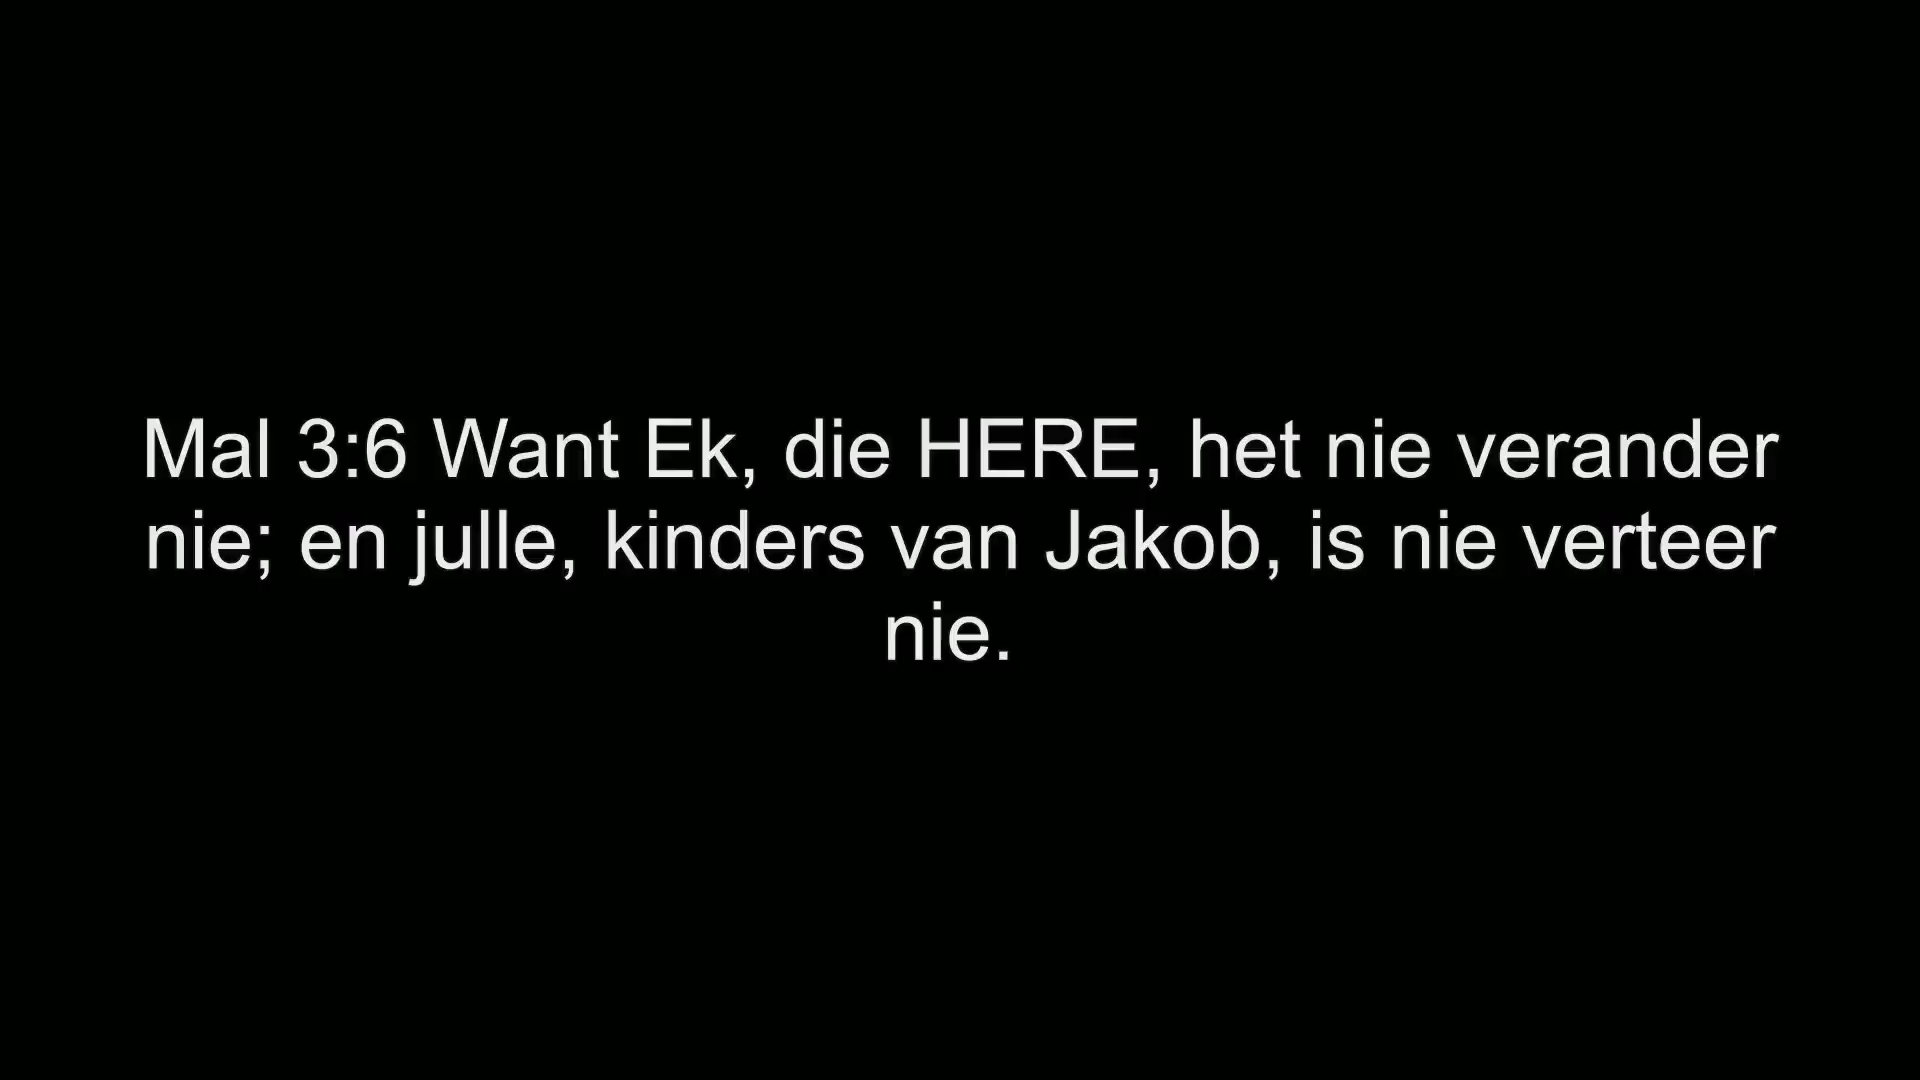 Mal 3:6 Want Ek, die HERE, het nie verander
nie; en julle, kinders van Jakob, is nie verteer
nie.